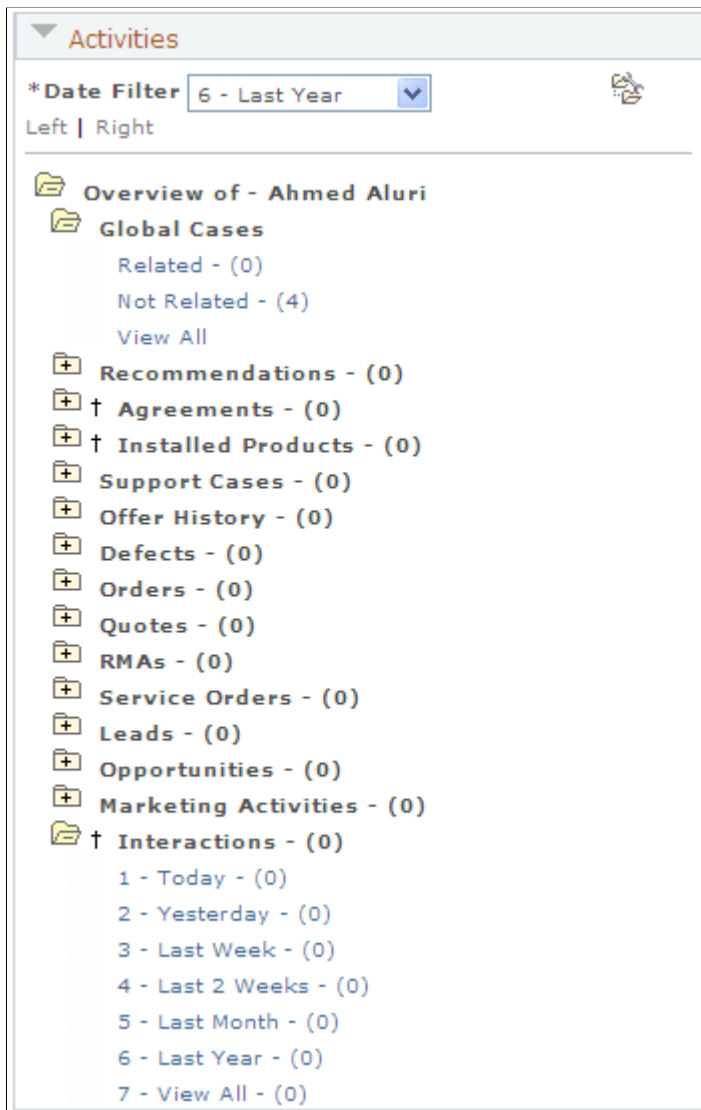 Activities
*Date Filter 6 - Last Year
Left | Right
Overview of - Ahmed Aluri
Global Cases
Related - (0)
Not Related - (4)
View All
Recommendations - (0)
† Agreements - (0)
† Installed Products - (0)
Support Cases - (0)
Offer History - (0)
Defects - (0)
Orders - (0)
Quotes - (0)
RMAs - (0)
Service Orders - (0)
Leads - (0)
Opportunities - (0)
Marketing Activities - (0)
† Interactions - (0)
1 - Today - (0)
2 - Yesterday - (0)
3 - Last Week - (0)
4 - Last 2 Weeks - (0)
5 - Last Month - (0)
6 - Last Year - (0)
7 - View All - (0)